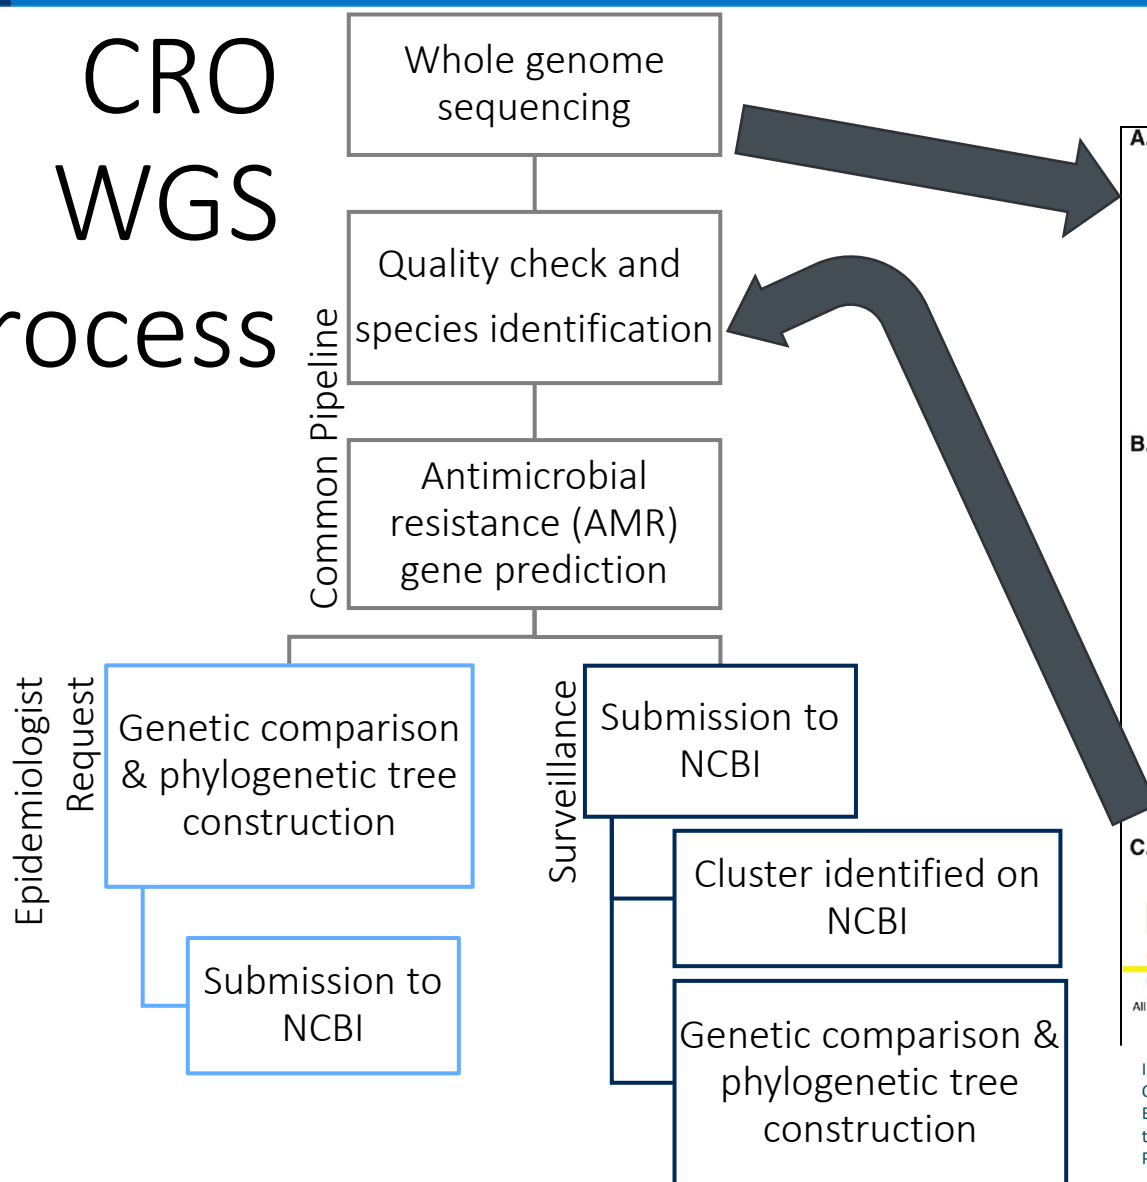 CRO
WGS
rocess
Whole genome
sequencing
Quality check and
species identification
Common Pipeline
Antimicrobial
resistance (AMR)
gene prediction
Epidemiologist
Request
Genetic comparison
& phylogenetic tree
construction
Submission to
NCBI
Surveillance
Submission to
NCBI
Cluster identified on
NCBI
Genetic comparison &
phylogenetic tree
construction
A.
B.
C.
All